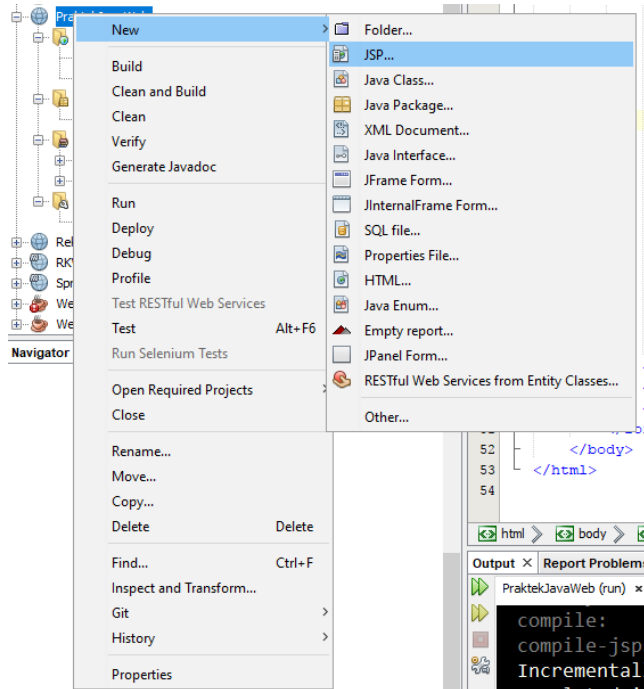 PraktekJavaWeb
New
Build
Clean and Build
Clean
Verify
Generate Javadoc
Run
Deploy
Debug
Profile
Test RESTful Web Services
Test Alt+F6
Run Selenium Tests
Open Required Projects
Close
Rename...
Move...
Copy...
Delete Delete
Find... Ctrl+F
Inspect and Transform...
Git
History
Properties
Folder...
JSP...
Java Class...
Java Package...
XML Document...
Java Interface...
JFrame Form...
JInternalFrame Form...
SQL file...
Properties File...
HTML...
Java Enum...
Empty report...
JPanel Form...
RESTful Web Services from Entity Classes...
Other...
Rel
RK
Spr
We
We
Navigator
52 </body>
53 </html>
54
html body
Output Report Problems
PraktekJavaWeb (run)
compile:
compile-jsp
Incremental